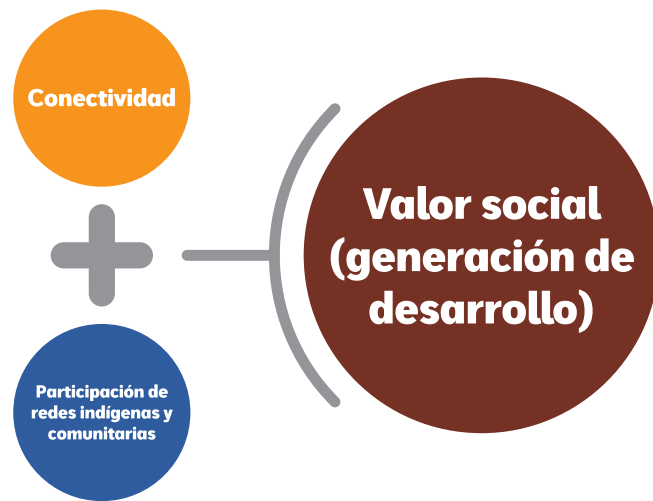 Conectividad
Valor social
(generación de
desarrollo)
Participación de
redes indígenas y
comunitarias